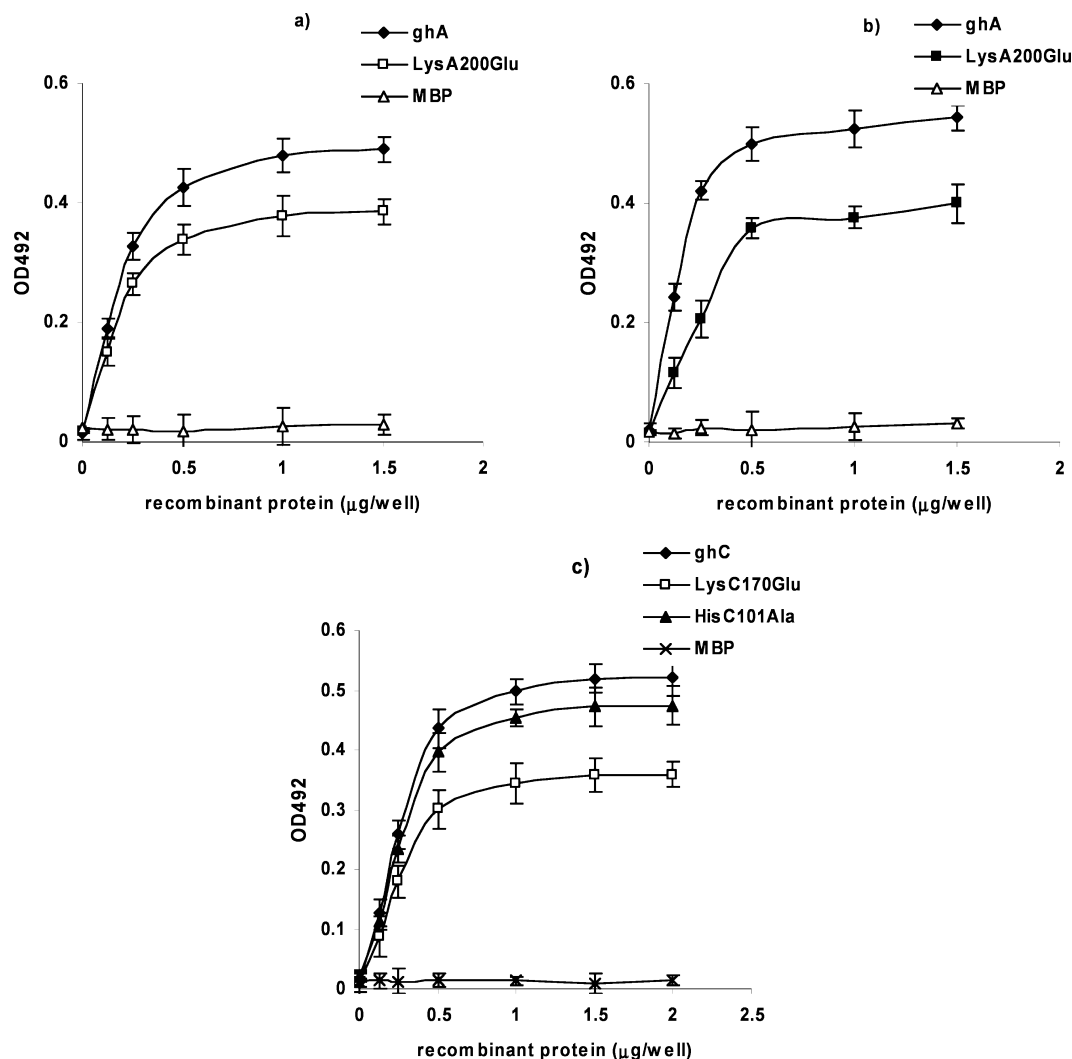 a)
ghA
LysA200Glu
MBP
0.6
0.4
0.2
0
OD492
0 0.5 1 1.5 2
recombinant protein (μg/well)
b)
ghA
LysA200Glu
MBP
0.6
0.4
0.2
0
OD492
0 0.5 1 1.5 2
recombinant protein (μg/well)
c)
ghC
LysC170Glu
HisC101Ala
MBP
0.6
0.5
0.4
0.3
0.2
0.1
0
OD492
0 0.5 1 1.5 2 2.5
recombinant protein (μg/well)